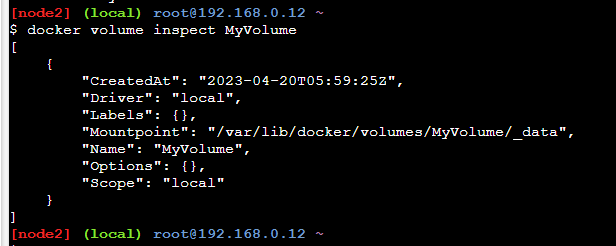 [node2] (local) root@192.168.0.12 ~
$ docker volume inspect MyVolume
[
    {
        "CreatedAt": "2023-04-20T05:59:25Z",
        "Driver": "local",
        "Labels": {},
        "Mountpoint": "/var/lib/docker/volumes/MyVolume/_data",
        "Name": "MyVolume",
        "Options": {},
        "Scope": "local"
    }
]
[node2] (local) root@192.168.0.12 ~